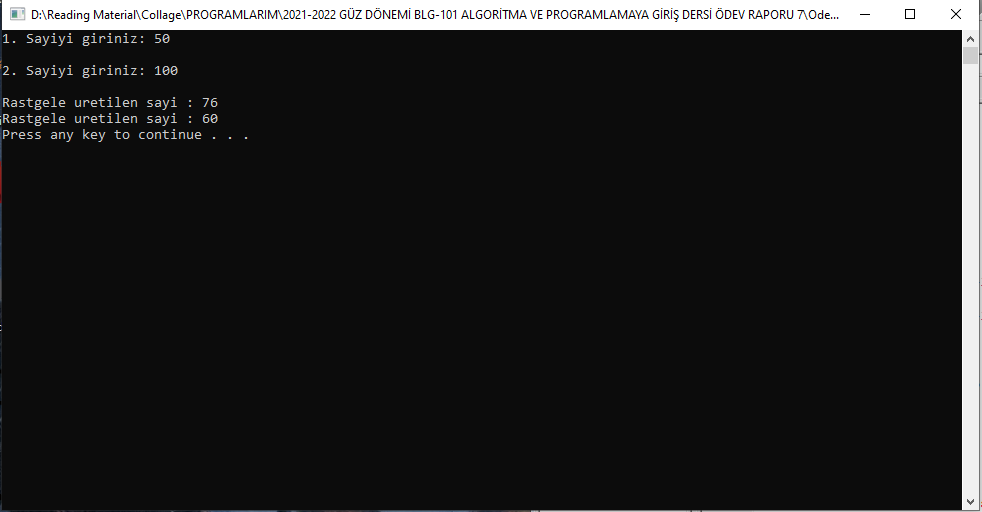 D:\Reading Material\Collage\PROGRAMLARIM\2021-2022 GÜZ DÖNEMİ BLG-101 ALGORİTMA VE PROGRAMLAMAYA GİRİŞ DERSİ ÖDEV RAPORU 7\Ode...
1. Sayiyi giriniz: 50
2. Sayiyi giriniz: 100
Rastgele uretilen sayi : 76
Rastgele uretilen sayi : 60
Press any key to continue . . .